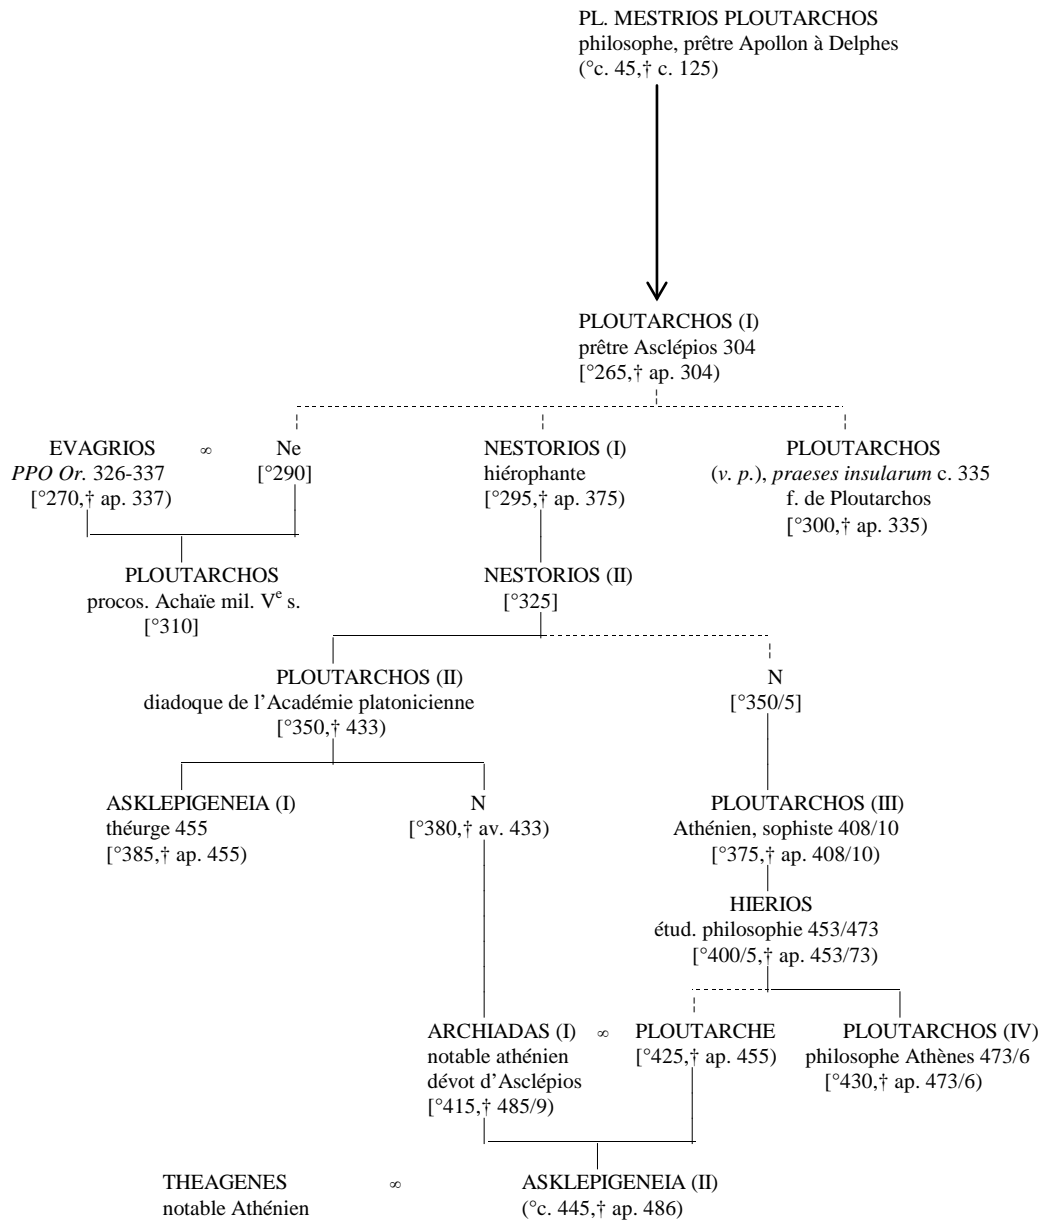 PL. MESTRIOS PLOUTARCHOS
philosophe, prêtre Apollon à Delphes
(°c. 45,† c. 125)
PLOUTARCHOS (I)
prêtre Asclépios 304
[°265,† ap. 304)
EVAGRIOS ∞ Ne
PPO Or. 326-337 [°290]
[°270,† ap. 337)
NESTORIOS (I)
hiérophante
[°295,† ap. 375)
PLOUTARCHOS
(v. p.), praeses insularum c. 335
f. de Ploutarchos
[°300,† ap. 335)
PLOUTARCHOS
procos. Achaïe mil. Ve s.
[°310]
NESTORIOS (II)
[°325]
PLOUTARCHOS (II)
diadoque de l’Académie platonicienne
[°350,† 433)
N
[°350/5]
ASKLEPIGENEIA (I)
théurge 455
[°385,† ap. 455)
N
[°380,† av. 433)
PLOUTARCHOS (III)
Athénien, sophiste 408/10
[°375,† ap. 408/10)
HIERIOS
étud. philosophie 453/473
[°400/5,† ap. 453/73)
ARCHIADAS (I) ∞ PLOUTARCHE
notable athénien [°425,† ap. 455)
dévot d’Asclépios
[°415,† 485/9)
PLOUTARCHOS (IV)
philosophe Athènes 473/6
[°430,† ap. 473/6)
THEAGENES ∞ ASKLEPIGENEIA (II)
notable Athénien (°c. 445,† ap. 486)